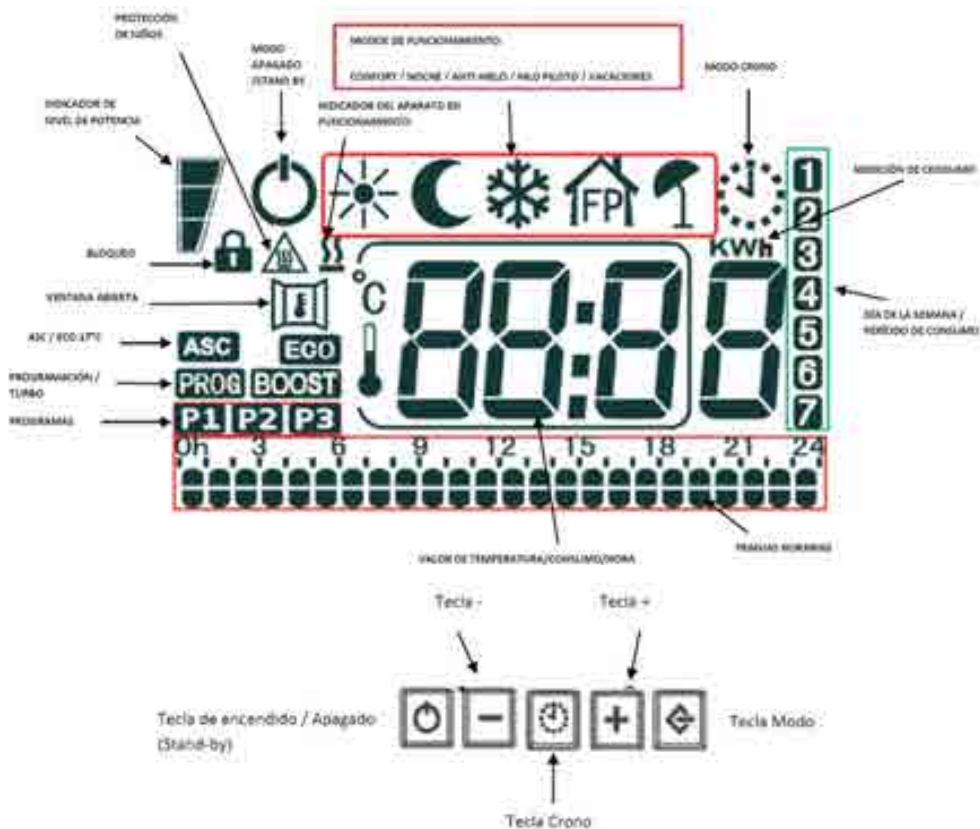 PROTECCIÓN
DE NIÑOS
MODO
APAGADO
/STAND BY
MODOS DE FUNCIONAMIENTO:
CONFORT / NOCHE / ANTI-HIELO / HILO PILOTO / VACACIONES
MODO CRONO
INDICADOR DE
NIVEL DE POTENCIA
INDICADOR DEL APARATO EN
FUNCIONAMIENTO
MEDICIÓN DE CONSUMO
FP
1
2
3
4
5
6
7
KWh
BLOQUEO
VENTANA ABIERTA
°C
88:88
DÍA DE LA SEMANA /
PERÍODO DE CONSUMO
ASC / ECO 17°C
ASC ECO
PROGRAMACIÓN /
TURBO
PROG BOOST
PROGRAMAS
P1 P2 P3
0h 3 6 9 12 15 18 21 24
FRANJAS HORARIAS
VALOR DE TEMPERATURA/CONSUMO/HORA
Tecla -
Tecla +
Tecla de encendido / Apagado
(Stand-by)
Tecla Modo
Tecla Crono